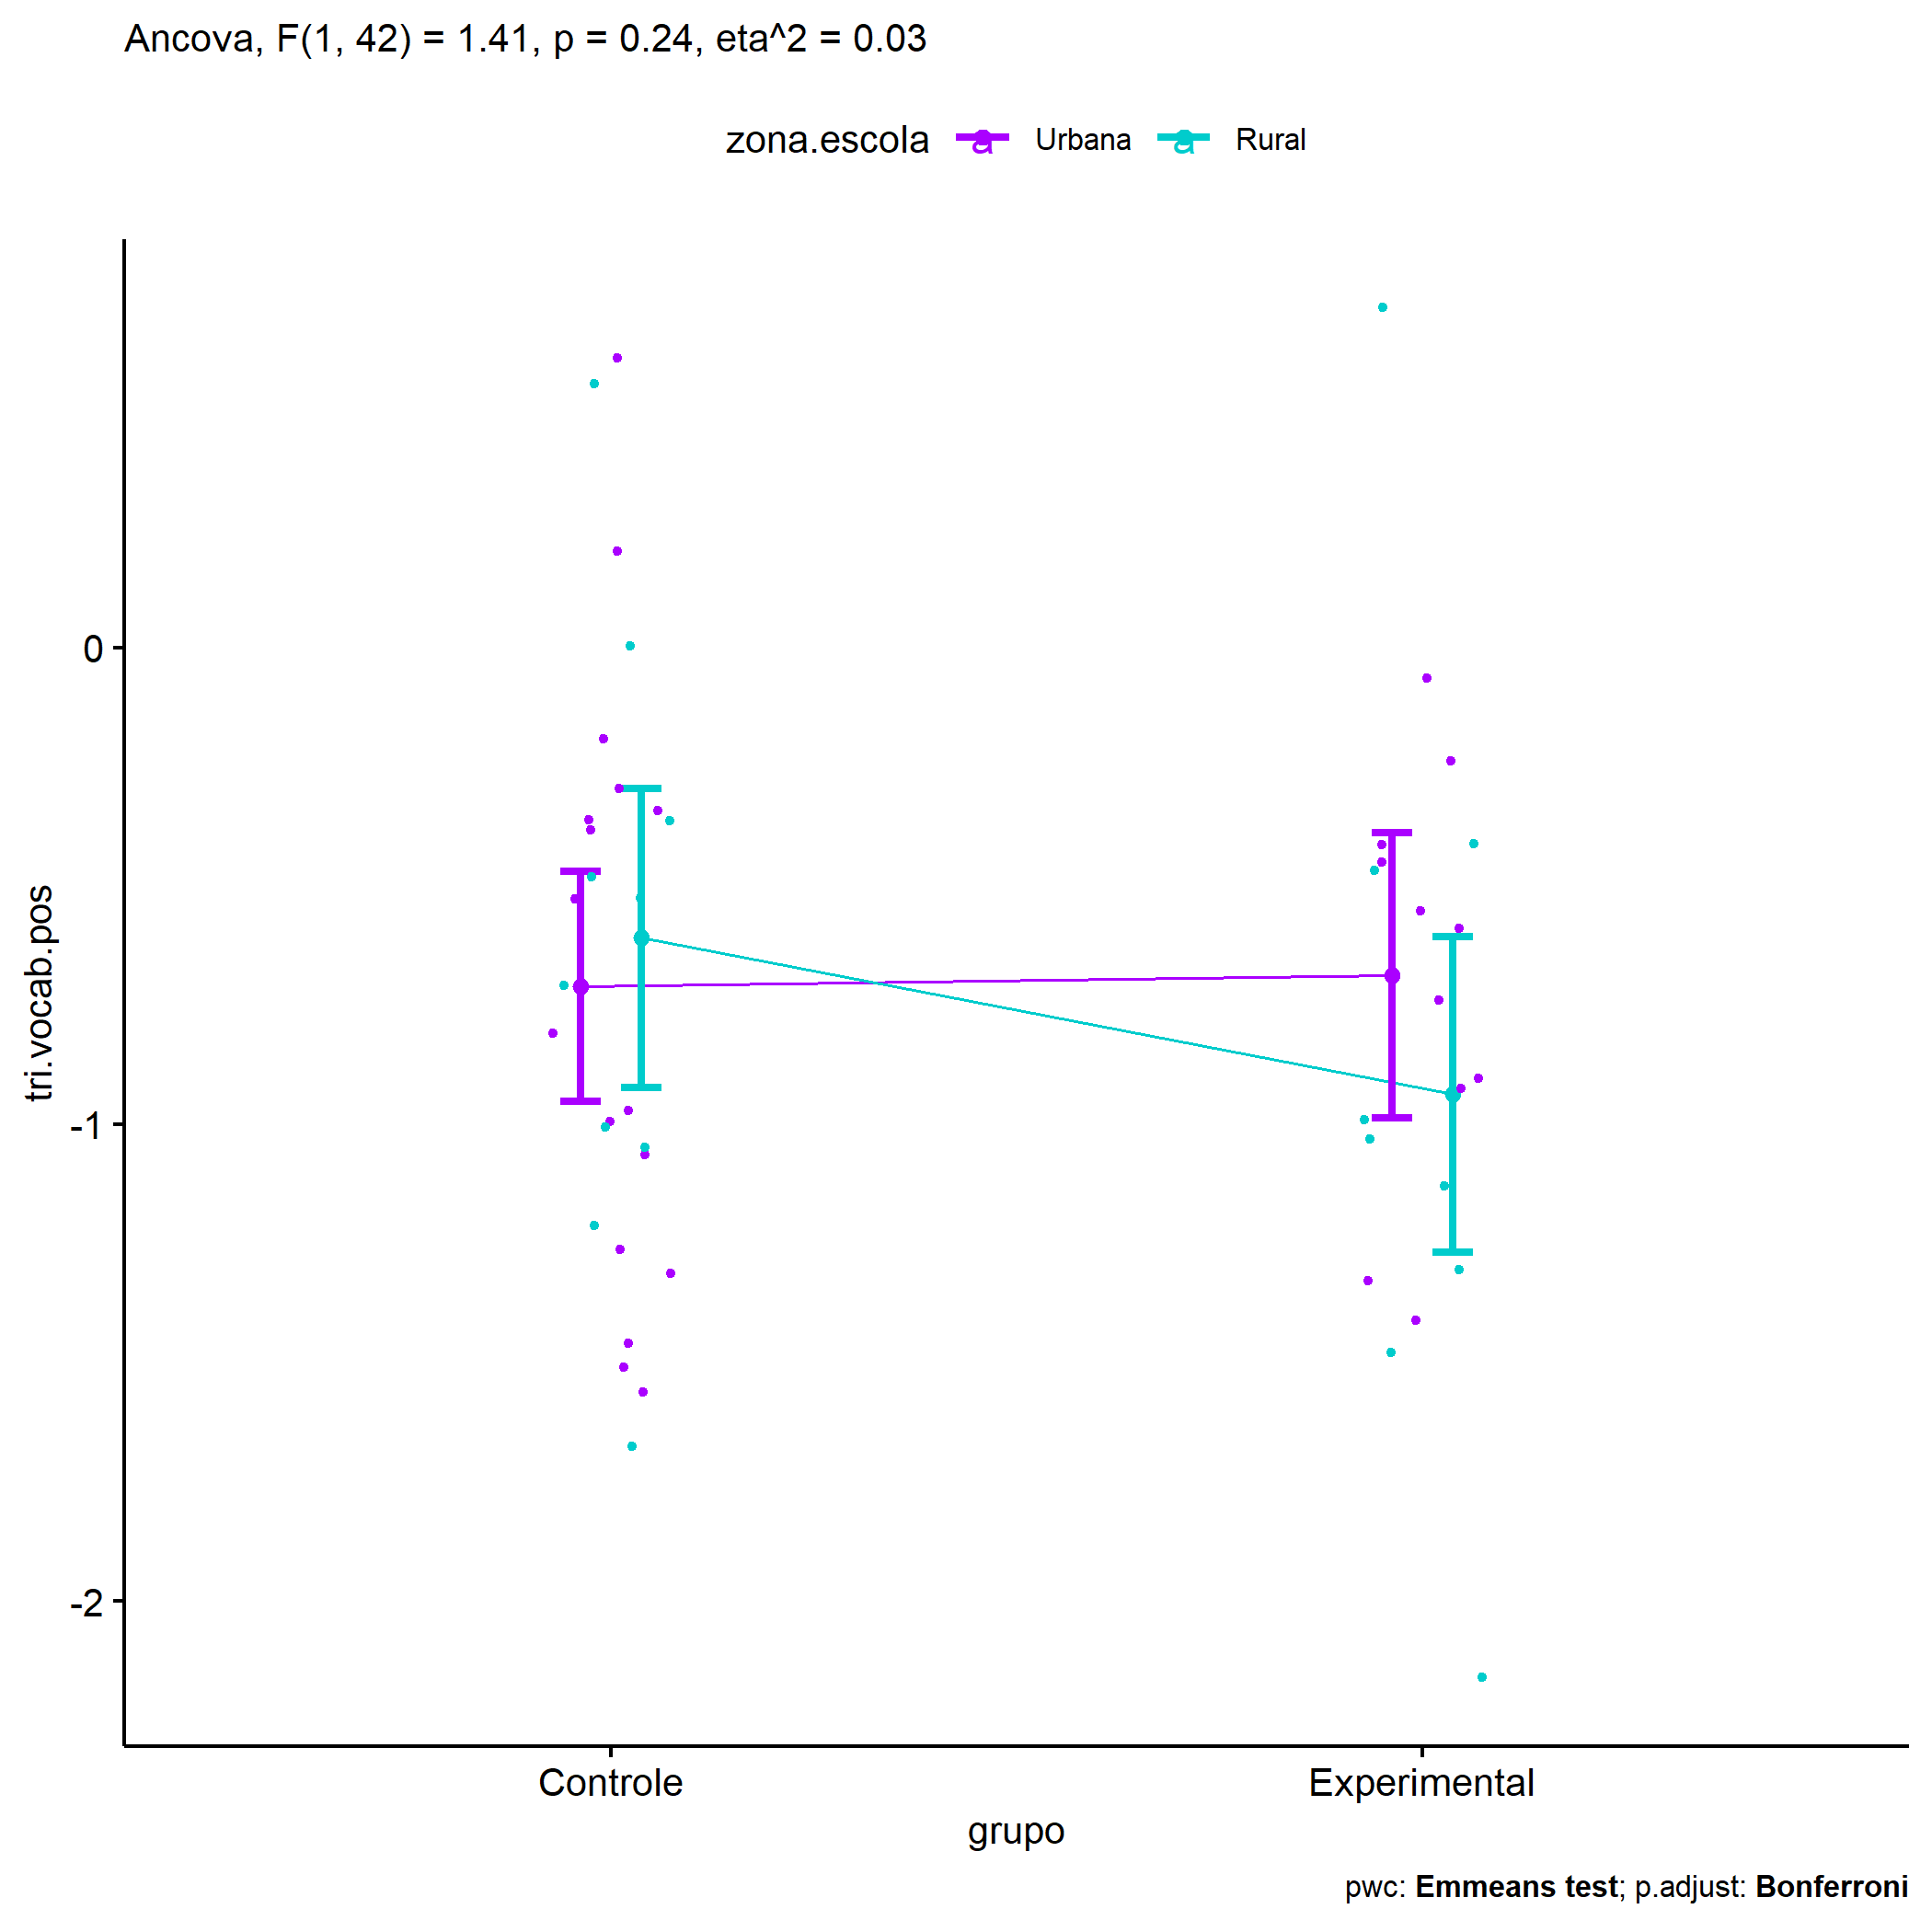 Ancova, F(1, 42) = 1.41, p = 0.24, eta^2 = 0.03
zona.escola a Urbana a Rural
0
-1
-2
tri.vocab.pos
Controle Experimental
grupo
pwc: Emmeans test; p.adjust: Bonferroni